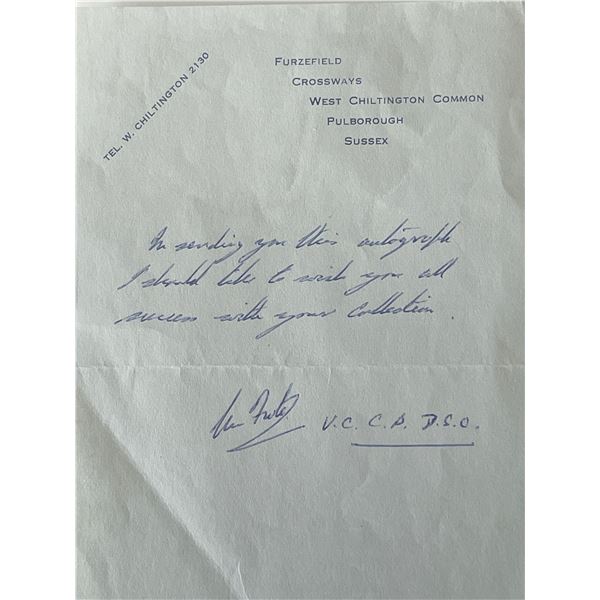 TEL. W. CHILTINGTON 2130
FURZEFIELD
CROSSWAYS
WEST CHILTINGTON COMMON
PULBOROUGH
SUSSEX
In sending you this autograph
I should like to wish you all
success with your collection.
V.C. C.B. D.S.O.